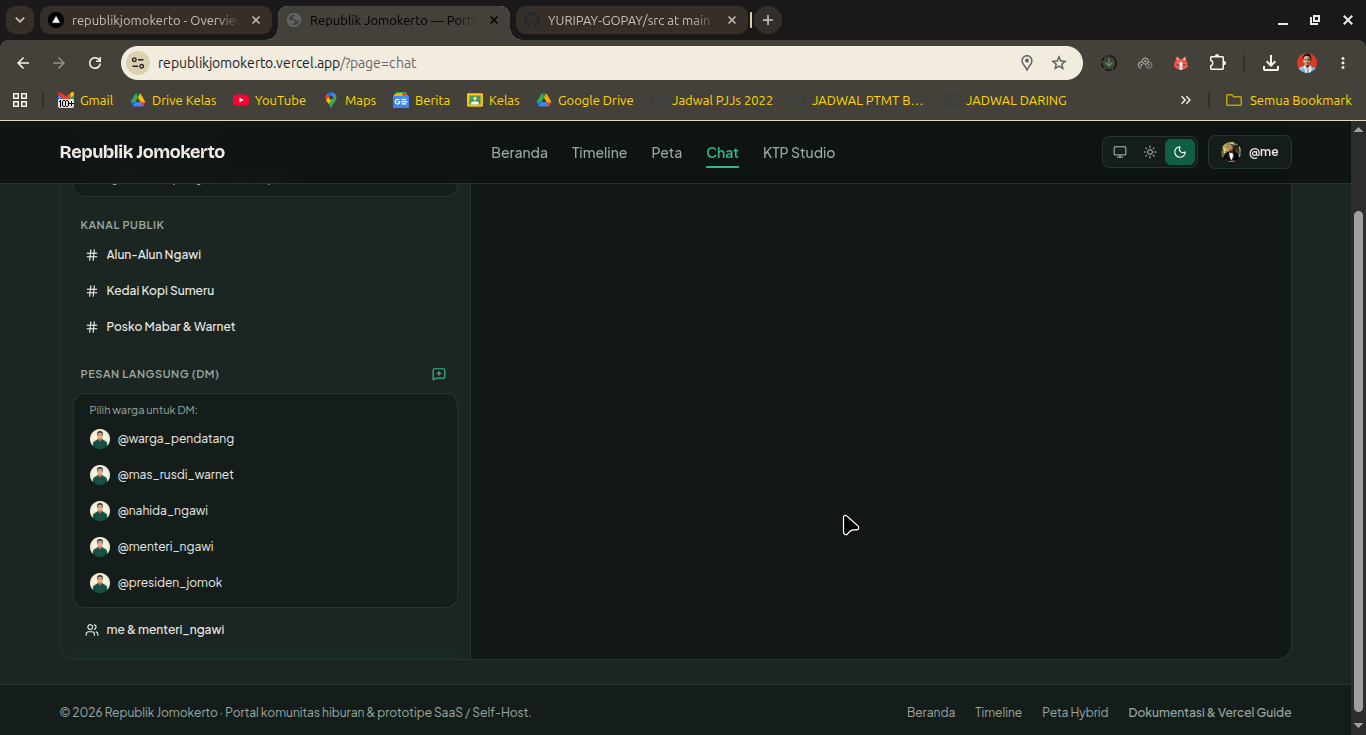 republikjomokerto - Overvie
Republik Jomokerto — Porta
YURIPAY-GOPAY/src at main
republikjomokerto.vercel.app/?page=chat
Gmail
Drive Kelas
YouTube
Maps
Berita
Kelas
Google Drive
Jadwal PJJs 2022
JADWAL PTMT B...
JADWAL DARING
Semua Bookmark
Republik Jomokerto
Beranda
Timeline
Peta
Chat
KTP Studio
@me
KANAL PUBLIK
# Alun-Alun Ngawi
# Kedai Kopi Sumeru
# Posko Mabar & Warnet
PESAN LANGSUNG (DM)
Pilih warga untuk DM:
@warga_pendatang
@mas_rusdi_warnet
@nahida_ngawi
@menteri_ngawi
@presiden_jomok
me & menteri_ngawi
© 2026 Republik Jomokerto · Portal komunitas hiburan & prototipe SaaS / Self-Host.
Beranda
Timeline
Peta Hybrid
Dokumentasi & Vercel Guide